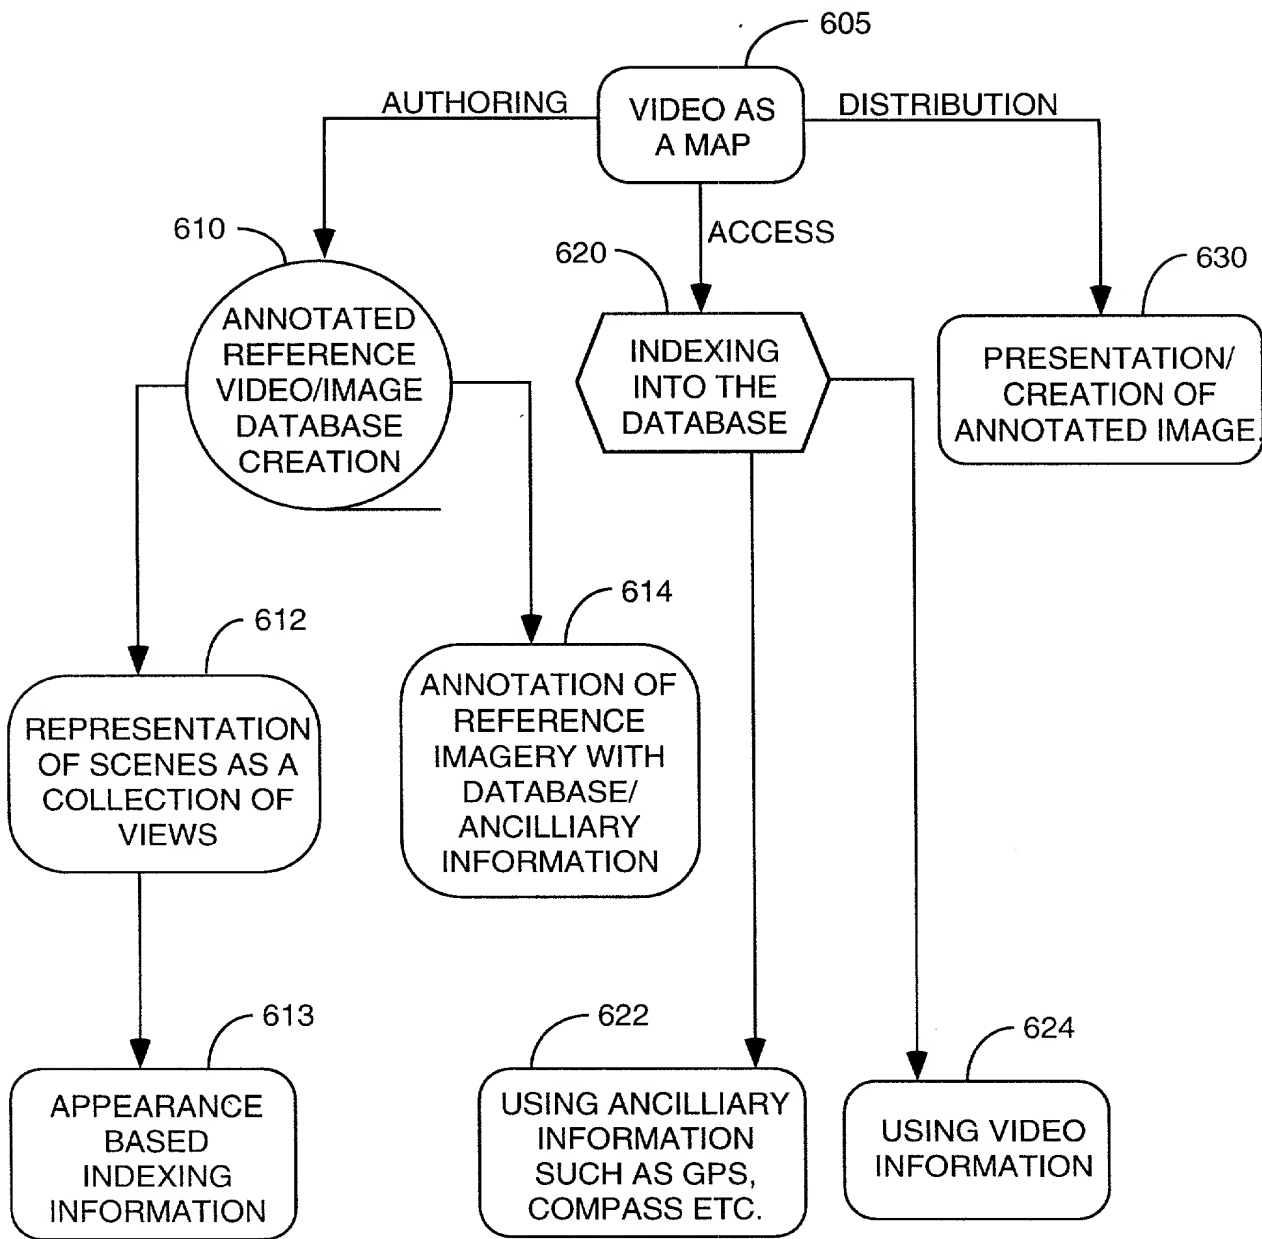 605
AUTHORING
VIDEO AS
A MAP
DISTRIBUTION
610
ACCESS
620
630
ANNOTATED
REFERENCE
VIDEO/IMAGE
DATABASE
CREATION
INDEXING
INTO THE
DATABASE
PRESENTATION/
CREATION OF
ANNOTATED IMAGE.
612
614
REPRESENTATION
OF SCENES AS A
COLLECTION OF
VIEWS
ANNOTATION OF
REFERENCE
IMAGERY WITH
DATABASE/
ANCILLIARY
INFORMATION
613
622
624
APPEARANCE
BASED
INDEXING
INFORMATION
USING ANCILLIARY
INFORMATION
SUCH AS GPS,
COMPASS ETC.
USING VIDEO
INFORMATION